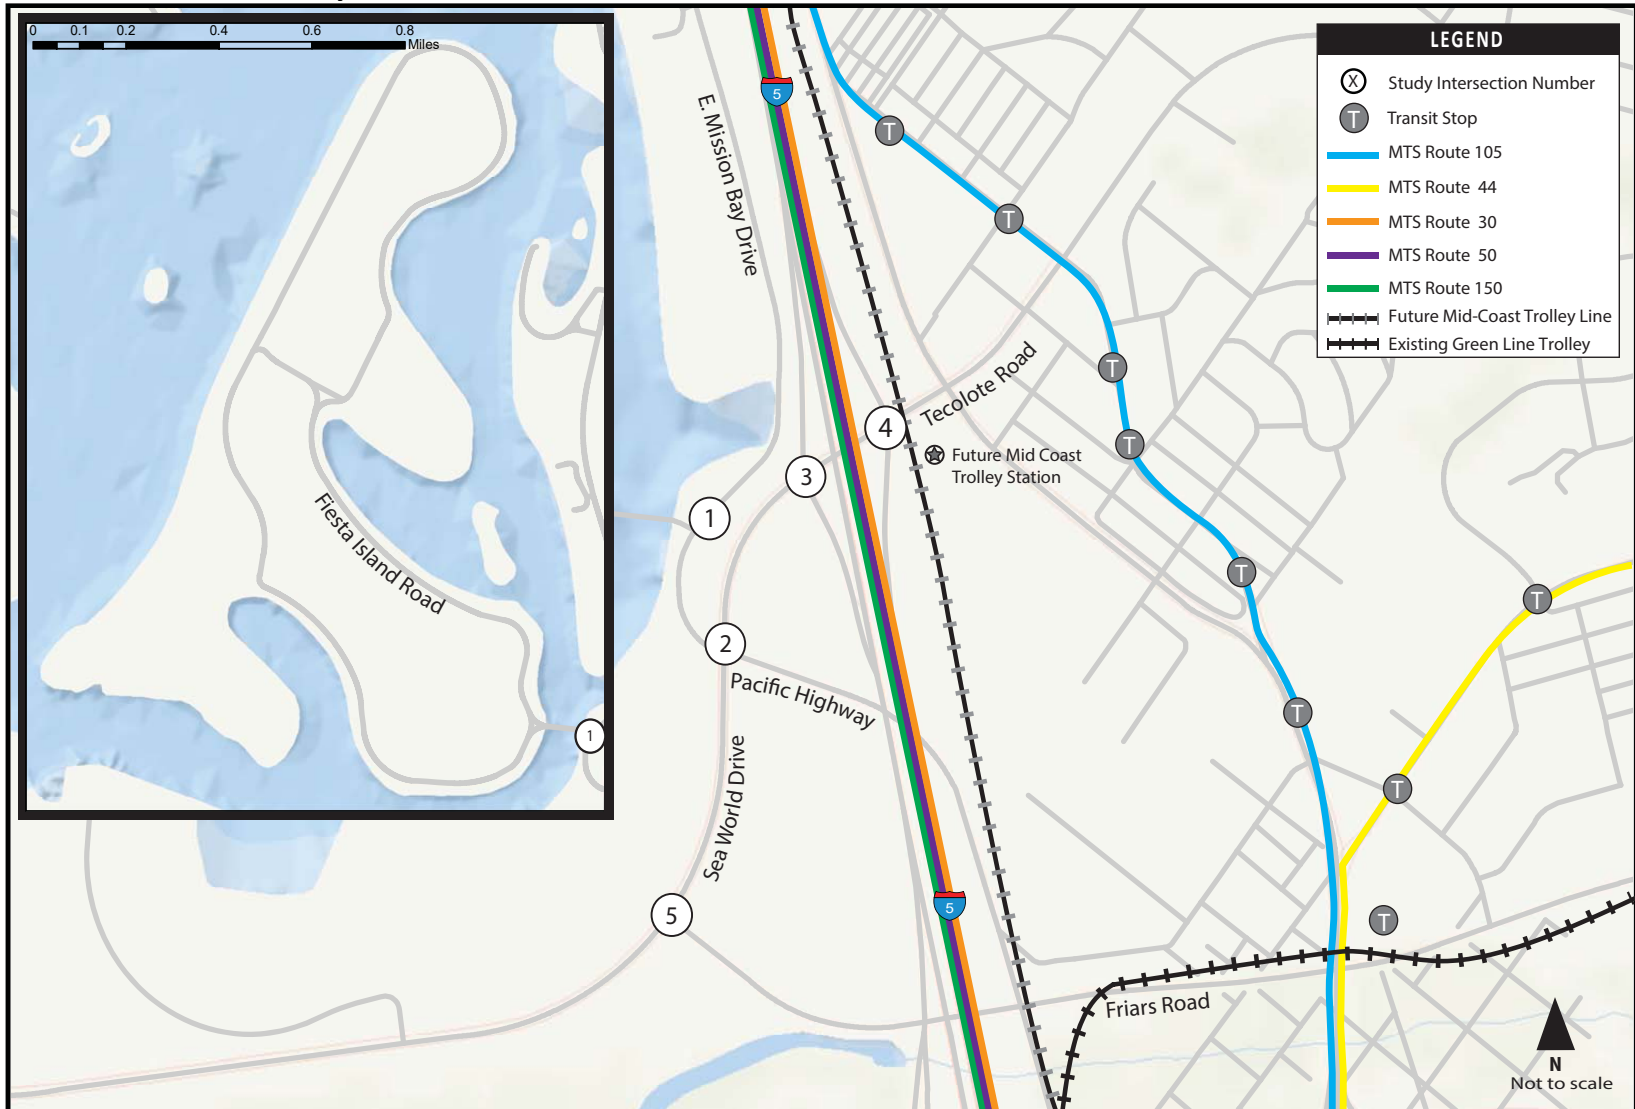 0 0.1 0.2 0.4 0.6 0.8
Miles
Fiesta Island Road
1
E. Mission Bay Drive
5
T
T
T
T
T
T
T
T
T
Tecolote Road
4
3
1
2
5
Future Mid Coast
Trolley Station
Pacific Highway
Sea World Drive
5
Friars Road
LEGEND
X Study Intersection Number
T Transit Stop
MTS Route 105
MTS Route 44
MTS Route 30
MTS Route 50
MTS Route 150
Future Mid-Coast Trolley Line
Existing Green Line Trolley
N
Not to scale